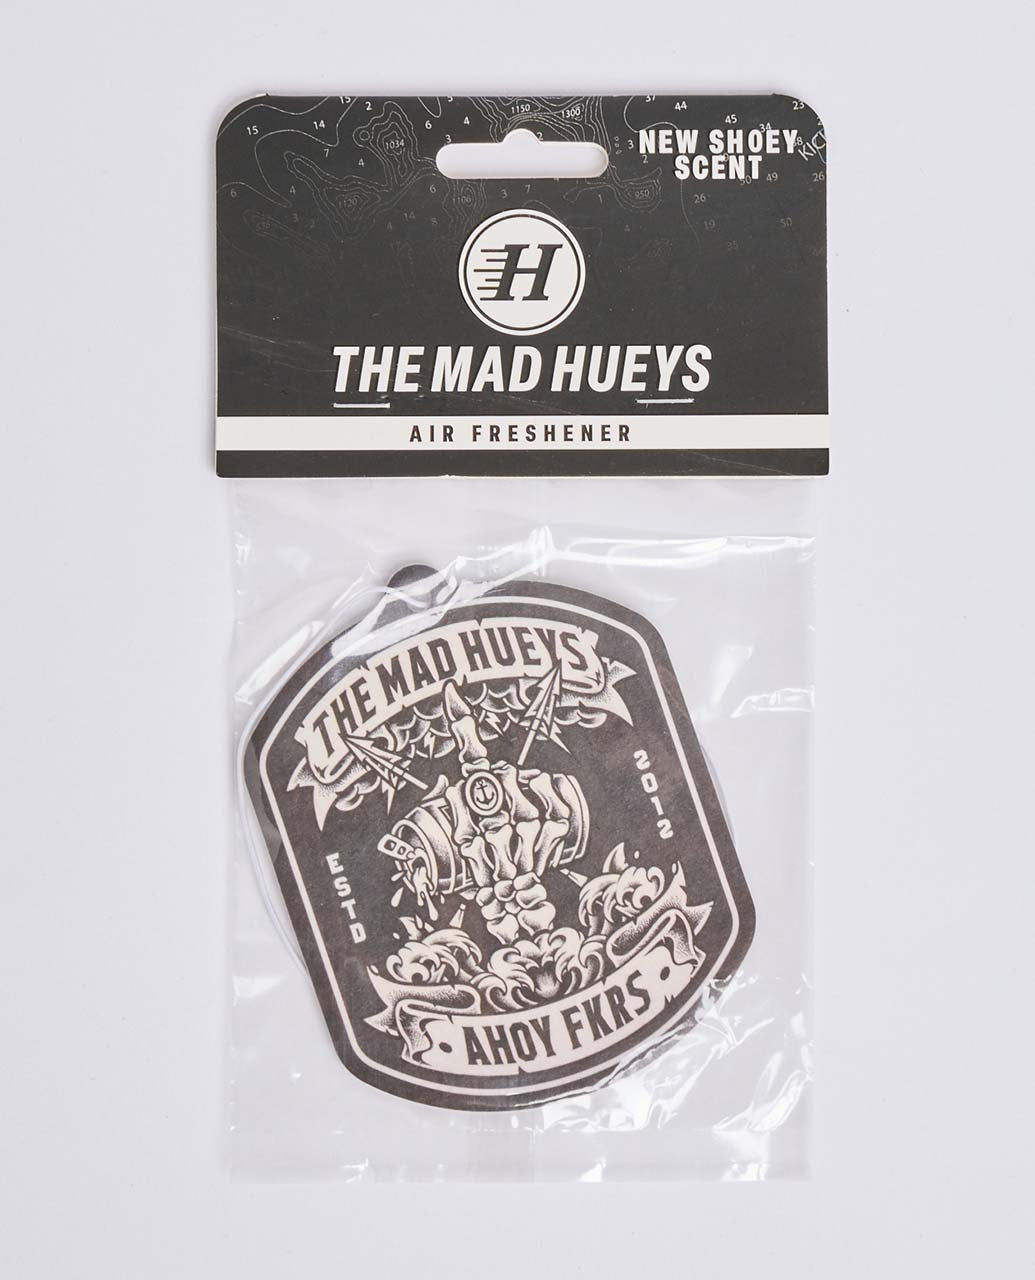 NEW SHOEY
SCENT
H
THE MAD HUEYS
AIR FRESHENER
THE MAD HUEYS
ESTD
2012
AHOY FKRS